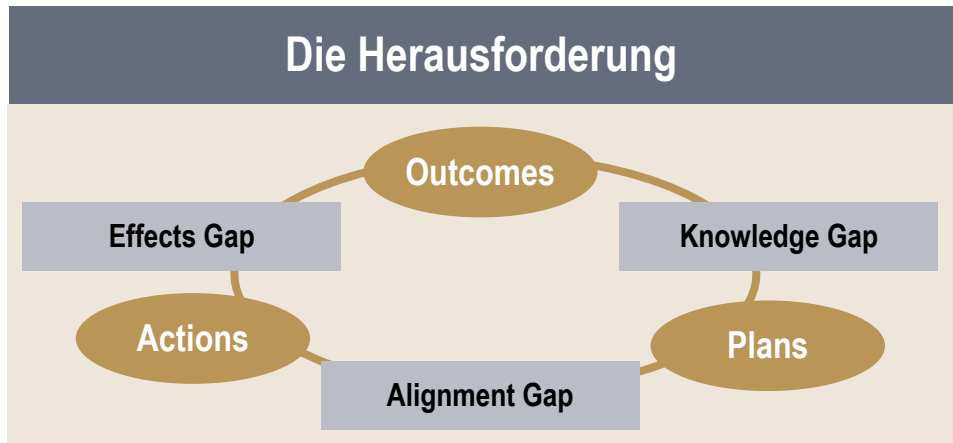 Die Herausforderung
Outcomes
Effects Gap
Knowledge Gap
Actions
Plans
Alignment Gap